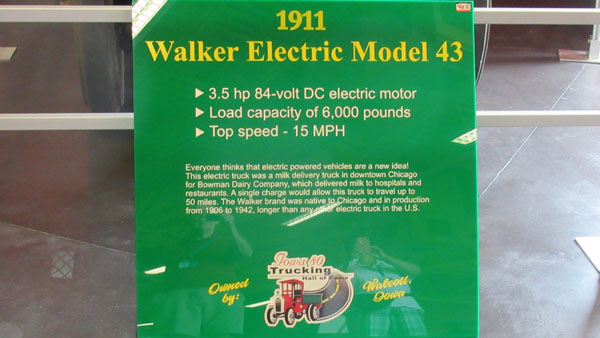 1911
Walker Electric Model 43
3.5 hp 84-volt DC electric motor
Load capacity of 6,000 pounds
Top speed - 15 MPH
Everyone thinks that electric powered vehicles are a new idea!
This electric truck was a milk delivery truck in downtown Chicago
for Bowman Dairy Company, which delivered milk to hospitals and
restaurants. A single charge would allow this truck to travel up to
50 miles. The Walker brand was native to Chicago and in production
from 1906 to 1942, longer than any other electric truck in the U.S.
Iowa 80
Trucking
Hall of Fame
Owned
by:
Walcott,
Iowa